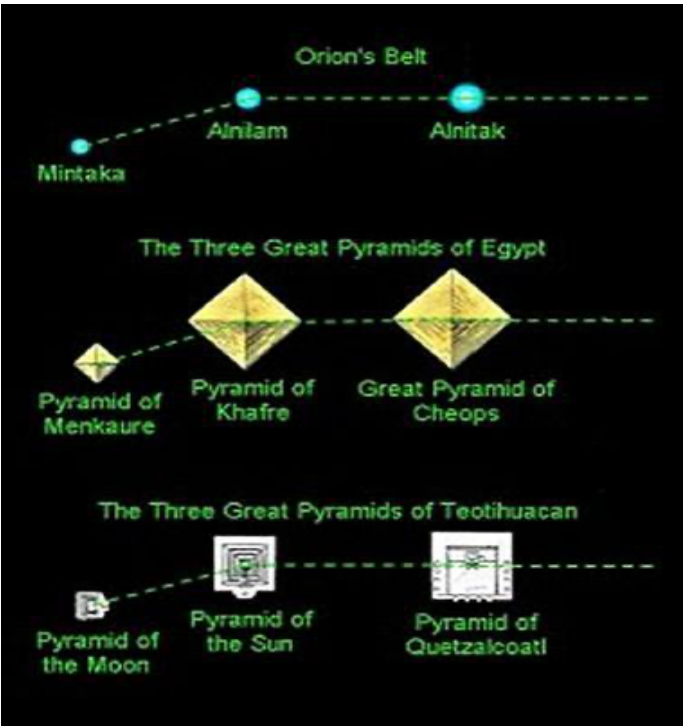 Orion's Belt
Alnilam
Alnitak
Mintaka
The Three Great Pyramids of Egypt
Pyramid of
Menkaure
Pyramid of
Khafre
Great Pyramid of
Cheops
The Three Great Pyramids of Teotihuacan
Pyramid of
the Moon
Pyramid of
the Sun
Pyramid of
Quetzalcoatl